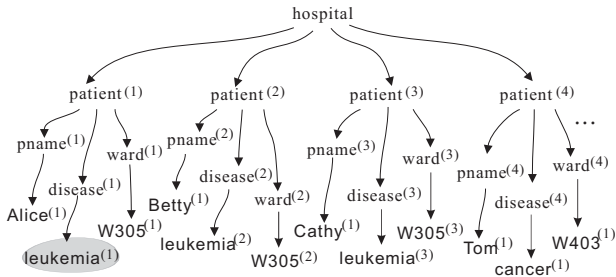 hospital
patient(1) patient(2) patient(3) patient(4)
...
pname(1) disease(1) ward(1) pname(2) disease(2) ward(2) pname(3) disease(3) ward(3) pname(4) disease(4) ward(4)
Alice(1) leukemia(1) W305(1) Betty(1) leukemia(2) W305(2) Cathy(1) leukemia(3) W305(3) Tom(1) cancer(1) W403(1)